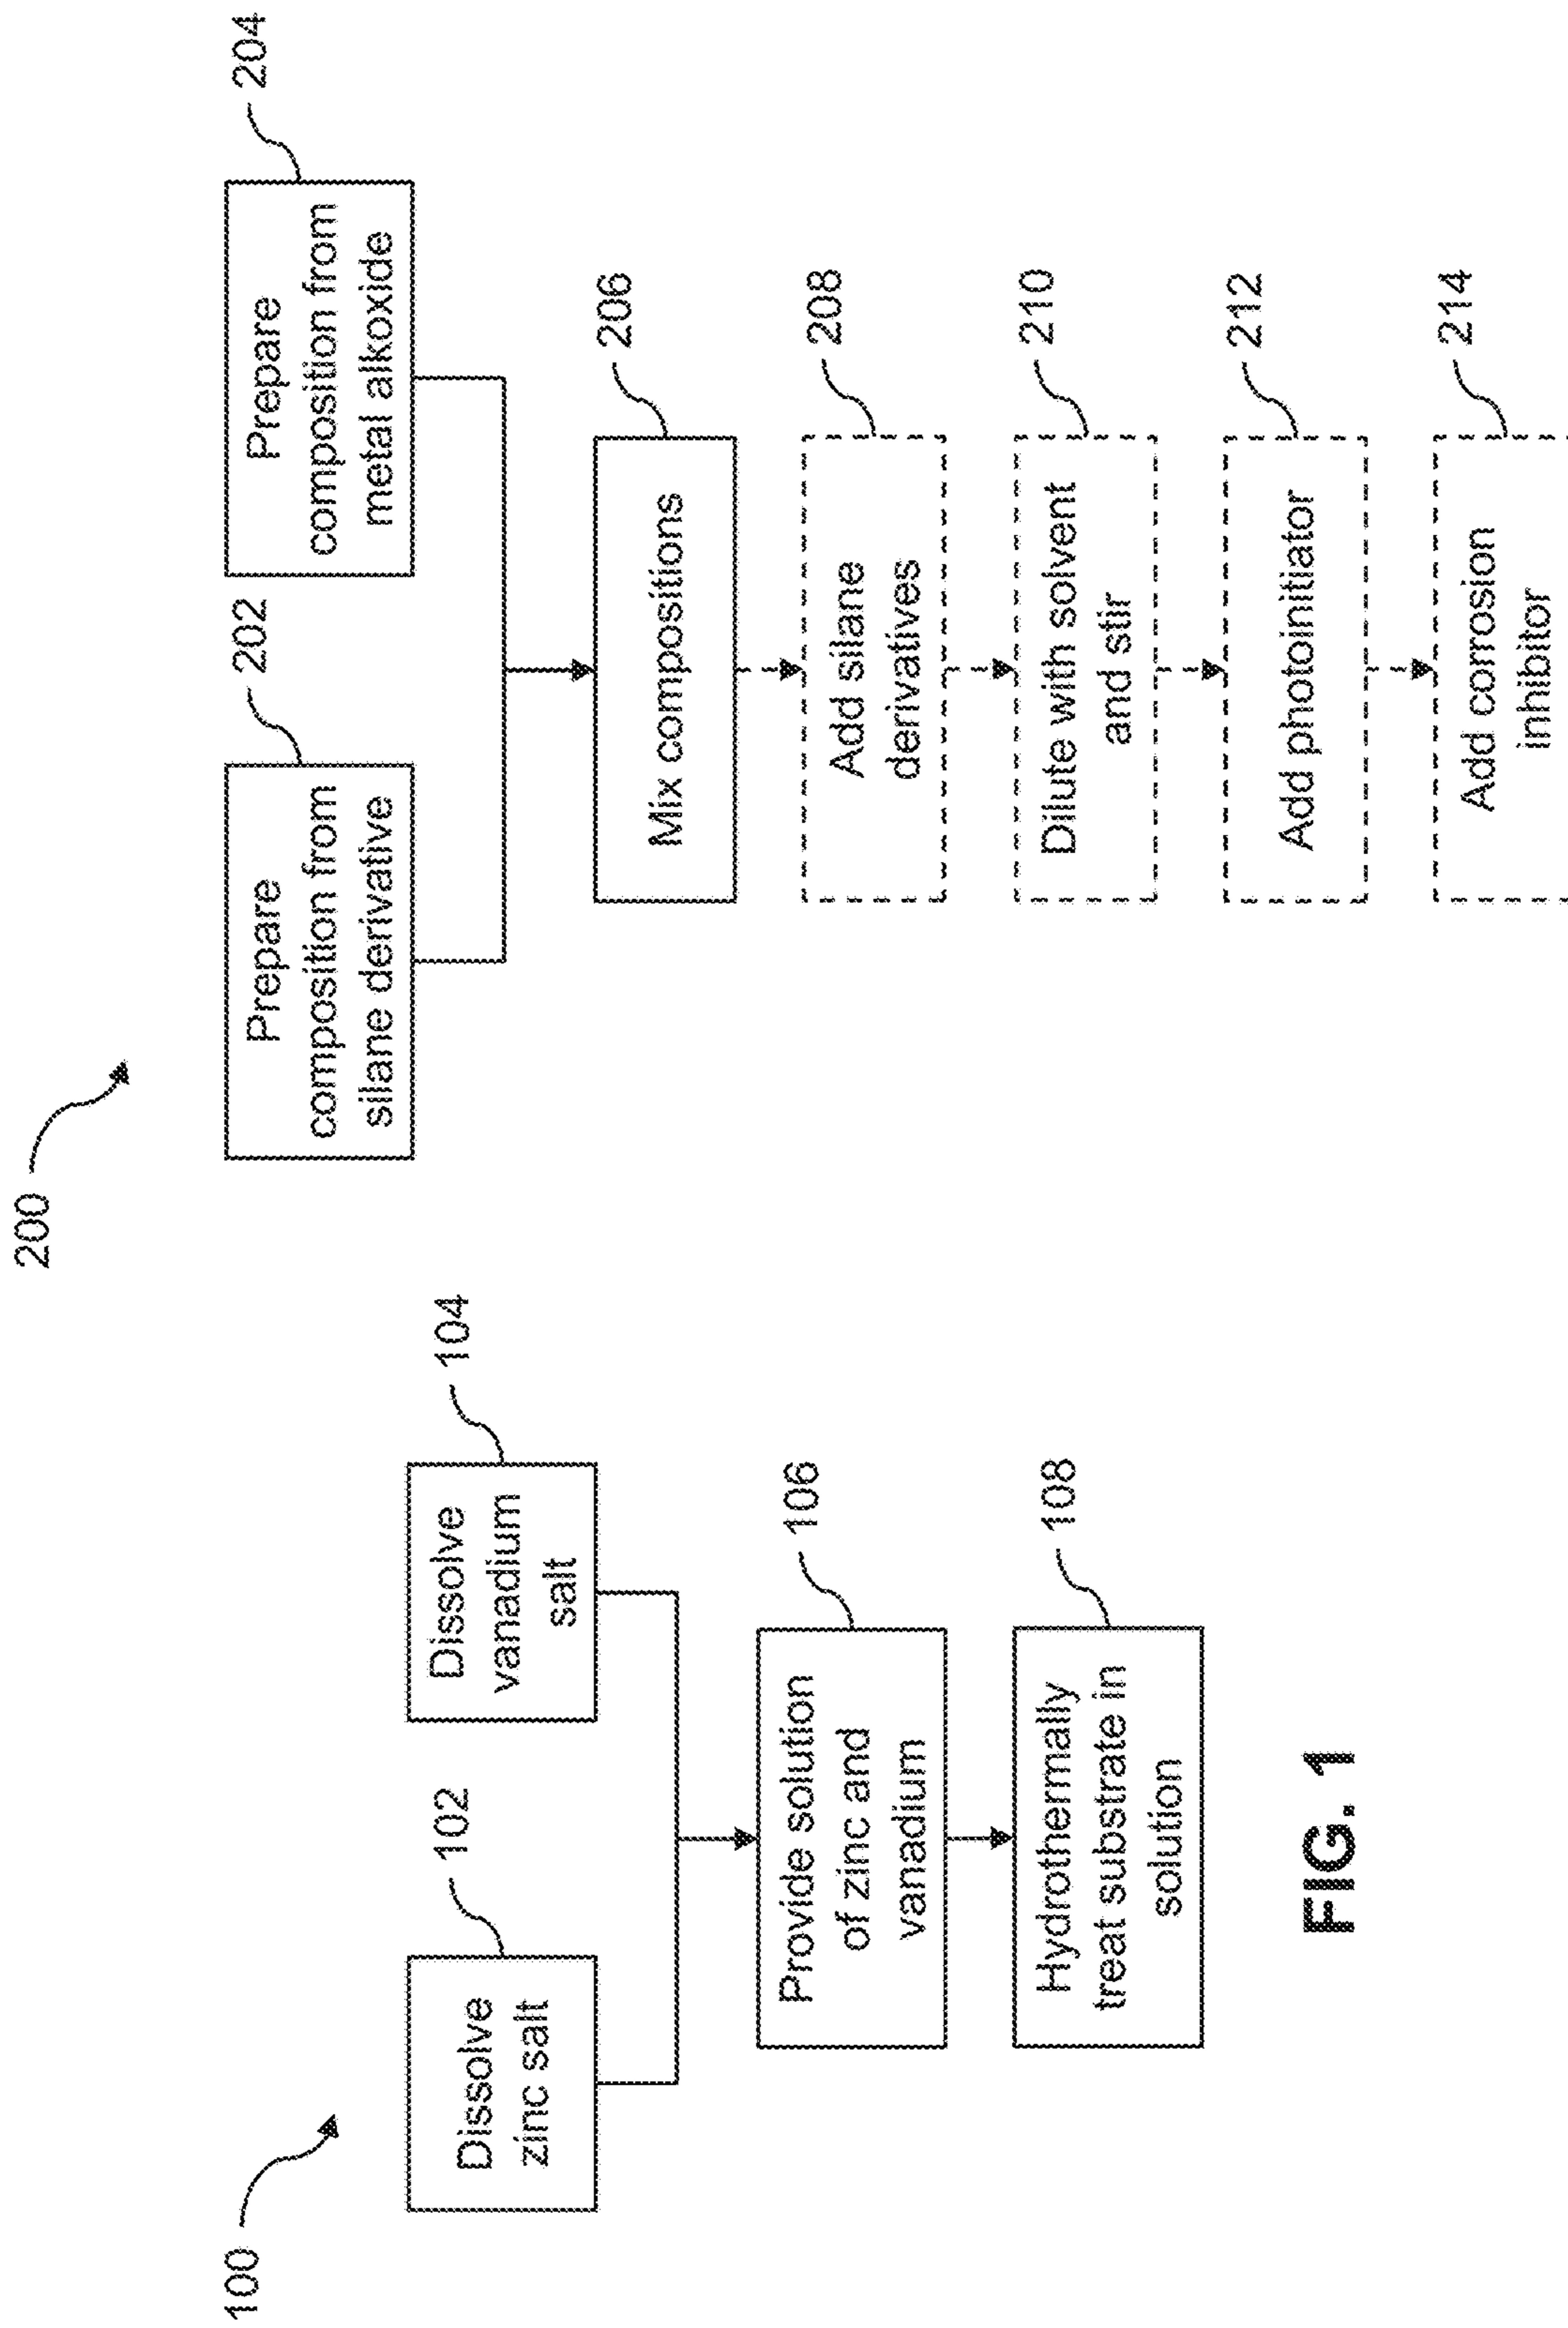 100
Dissolve
zinc salt
102
Dissolve
vanadium
salt
104
Provide solution
of zinc and
vanadium
106
Hydrothermally
treat substrate in
solution
108
FIG. 1
200
Prepare
composition from
silane derivative
202
Prepare
composition from
metal alkoxide
204
Mix compositions
206
Add silane
derivatives
208
Dilute with solvent
and stir
210
Add photoinitiator
212
Add corrosion
inhibitor
214